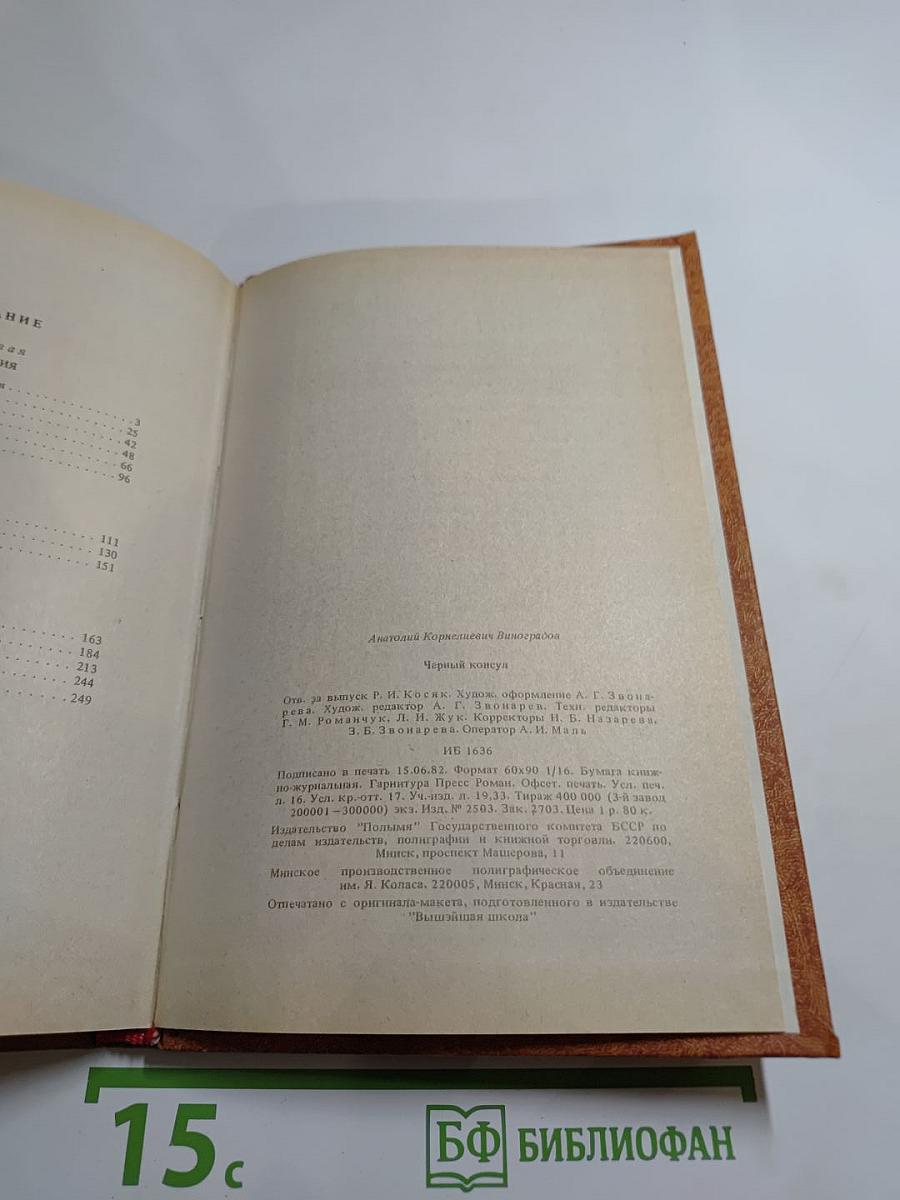 АНИЕ
3
25
42
48
66
96
111
130
151
163
184
213
244
249
Анатолий Корнелиевич Виноградов
Черный консул
Отв. за выпуск Р. И. Косяк. Худож. оформление А. Г. Звона-
рева. Худож. редактор А. Г. Звонарев. Техн. редакторы
Г. М. Романчук, Л. И. Жук. Корректоры Н. Б. Назарева,
З. Б. Звонарева. Оператор А. И. Маль
ИБ 1636
Подписано в печать 15.06.82. Формат 60х90 1/16. Бумага книж-
но-журнальная. Гарнитура Пресс Роман. Офсет. печать. Усл. печ.
л. 16. Усл. кр.-отт. 17. Уч.-изд. л. 19,33. Тираж 400 000 (3-й завод
200001—300000) экз. Изд. № 2503. Зак. 2703. Цена 1 р. 80 к.
Издательство "Полымя" Государственного комитета БССР по
делам издательств, полиграфии и книжной торговли. 220600,
Минск, проспект Машерова, 11
Минское производственное полиграфическое объединение
им. Я. Коласа. 220005, Минск, Красная, 23
Отпечатано с оригинала-макета, подготовленного в издательстве
"Вышэйшая школа"
15 с
БФ БИБЛИОФАН